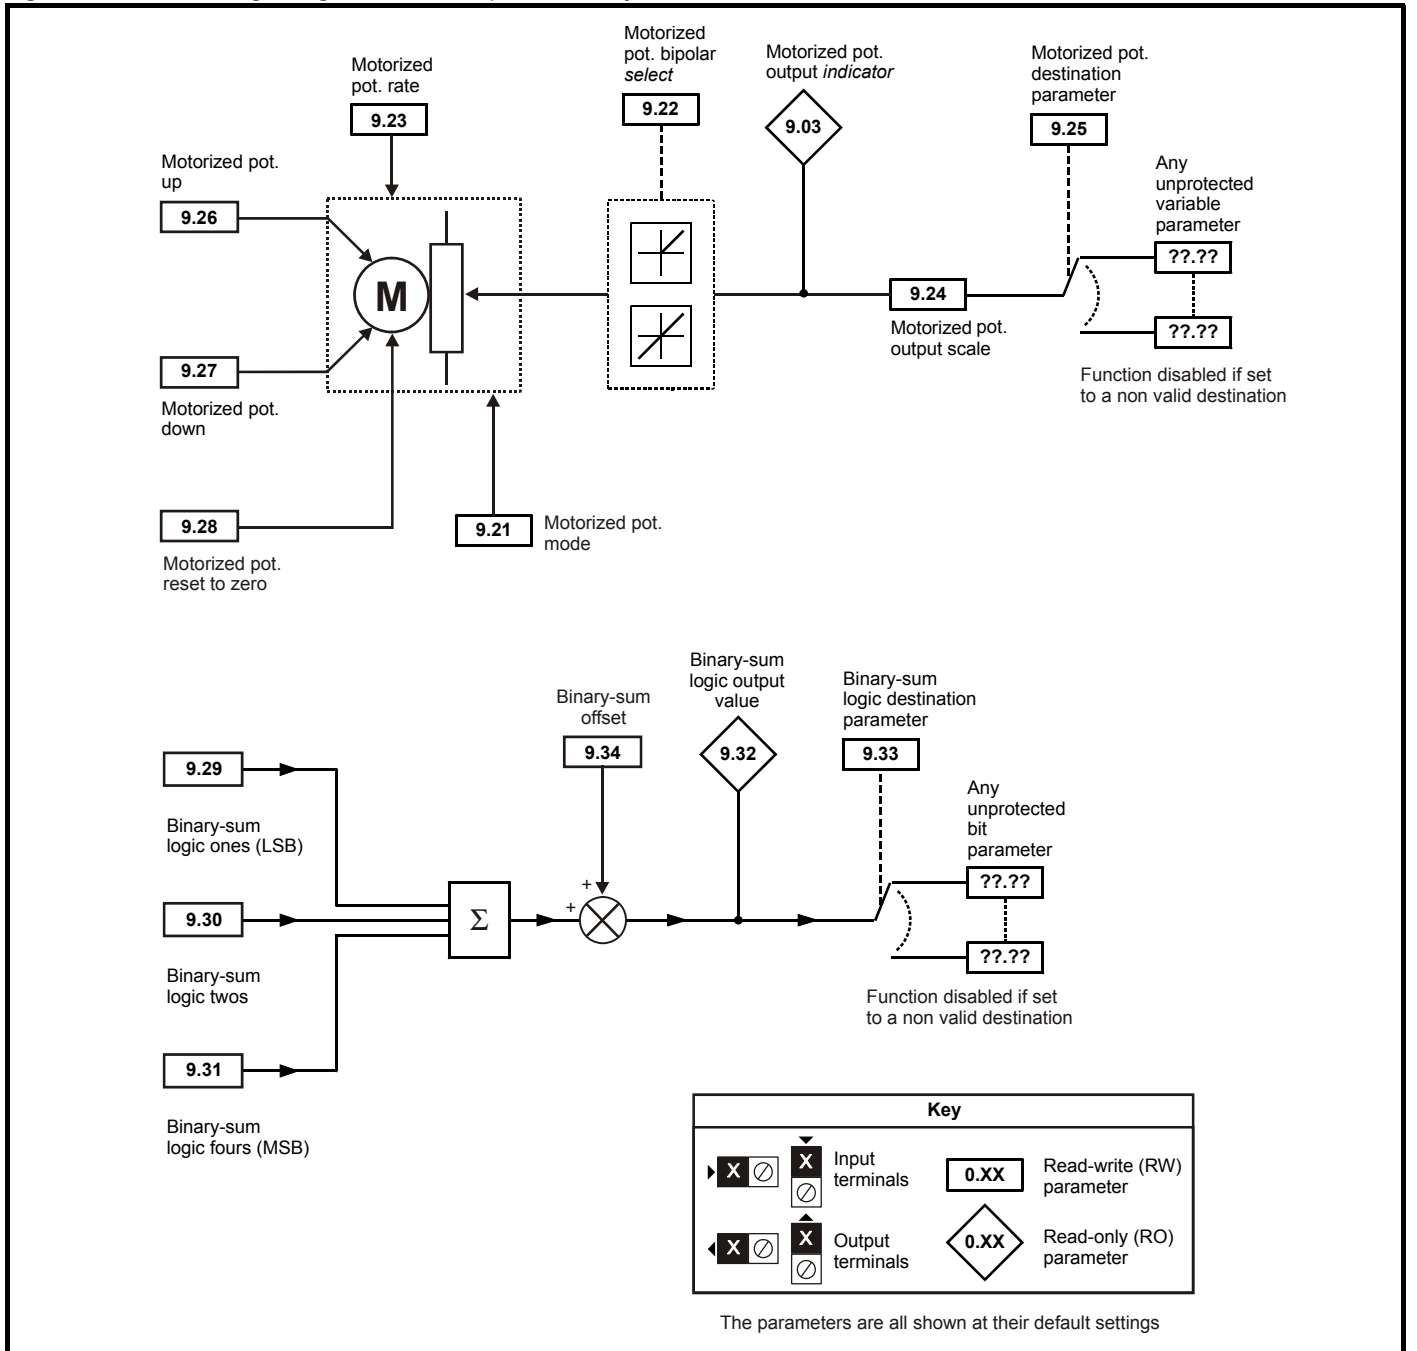 Motorized
pot. rate
9.23
Motorized
pot. bipolar
select
9.22
Motorized pot.
output indicator
9.03
Motorized pot.
destination
parameter
9.25
Any
unprotected
variable
parameter
??.??
??.??
Function disabled if set
to a non valid destination
Motorized pot.
up
9.26
M
9.27
Motorized pot.
down
9.28
Motorized pot.
reset to zero
9.21
Motorized pot.
mode
9.24
Motorized pot.
output scale
Binary-sum
offset
9.34
Binary-sum
logic output
value
9.32
Binary-sum
logic destination
parameter
9.33
Any
unprotected
bit
parameter
??.??
??.??
Function disabled if set
to a non valid destination
9.29
Binary-sum
logic ones (LSB)
9.30
Binary-sum
logic twos
9.31
Binary-sum
logic fours (MSB)
Σ
+
+
Key
X
X
Input
terminals
0.XX
Read-write (RW)
parameter
X
X
Output
terminals
0.XX
Read-only (RO)
parameter
The parameters are all shown at their default settings